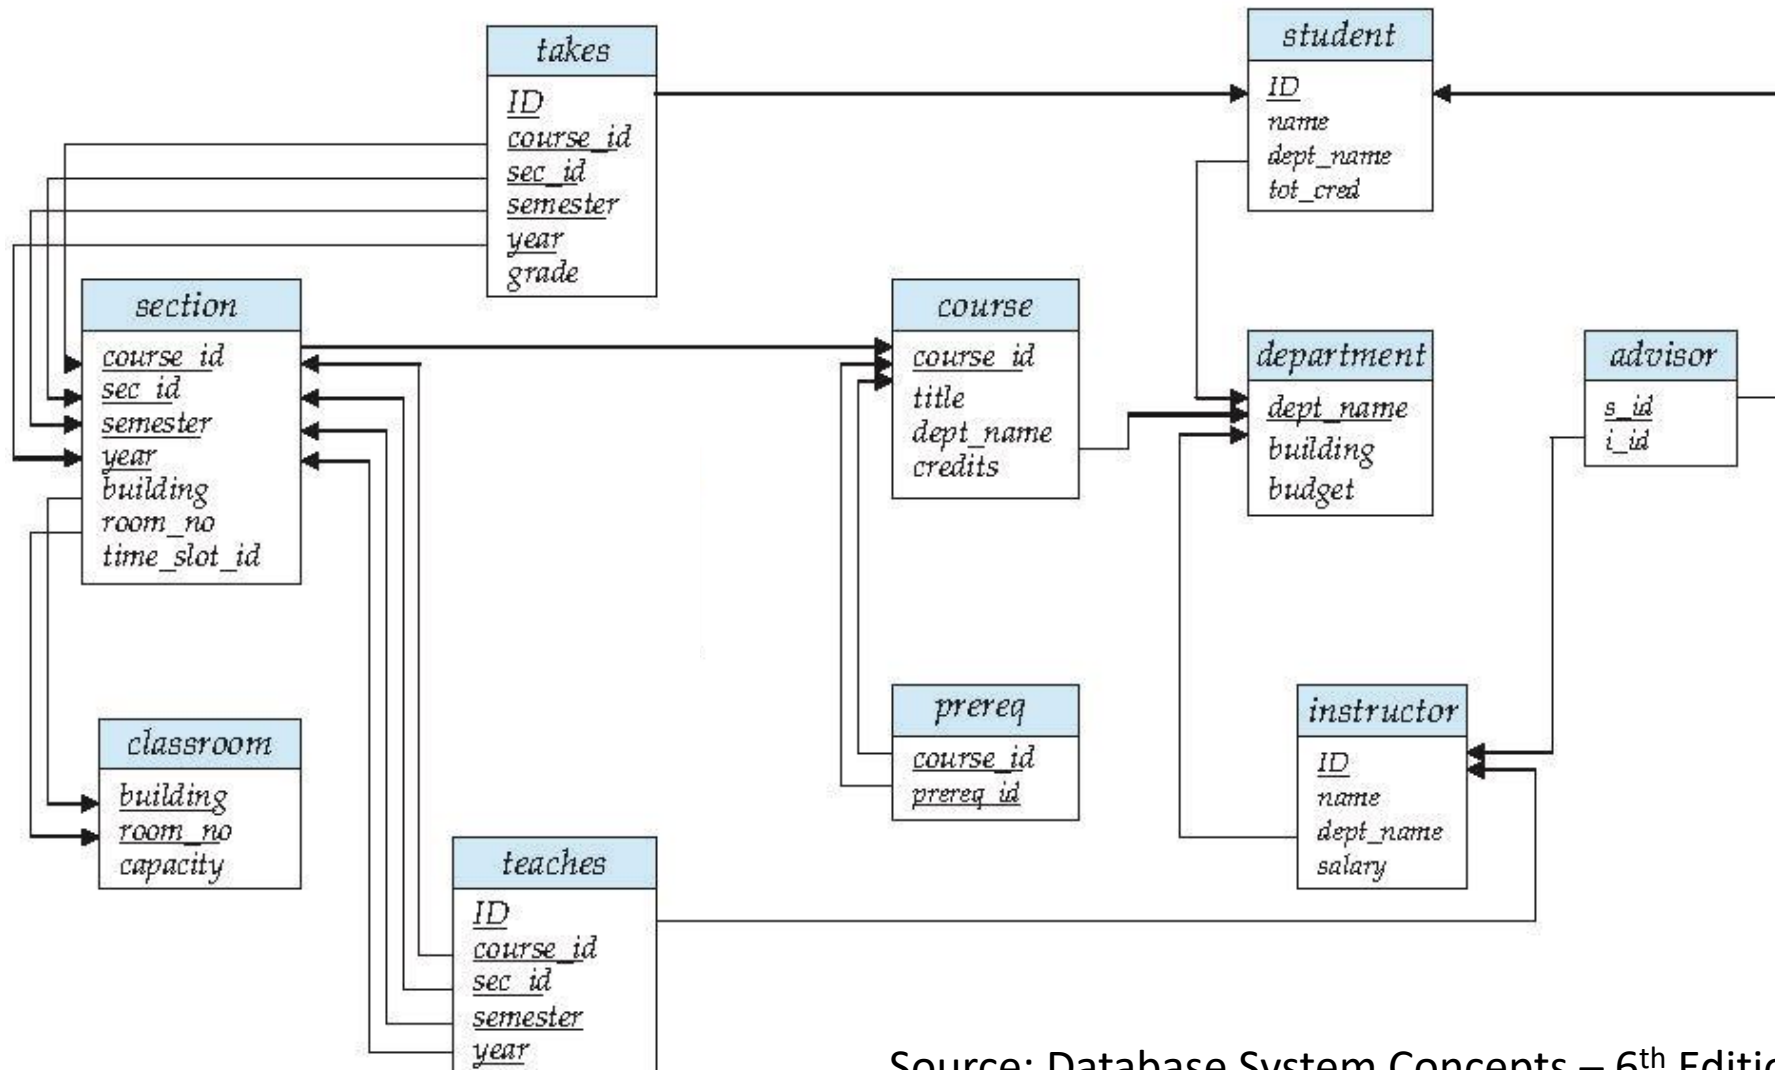 takes
ID
course_id
sec_id
semester
year
grade
student
ID
name
dept_name
tot_cred
section
course_id
sec_id
semester
year
building
room_no
time_slot_id
course
course_id
title
dept_name
credits
department
dept_name
building
budget
advisor
s_id
i_id
classroom
building
room_no
capacity
prereq
course_id
prereq_id
instructor
ID
name
dept_name
salary
teaches
ID
course_id
sec_id
semester
year
Source: Database System Concepts – 6th Editio